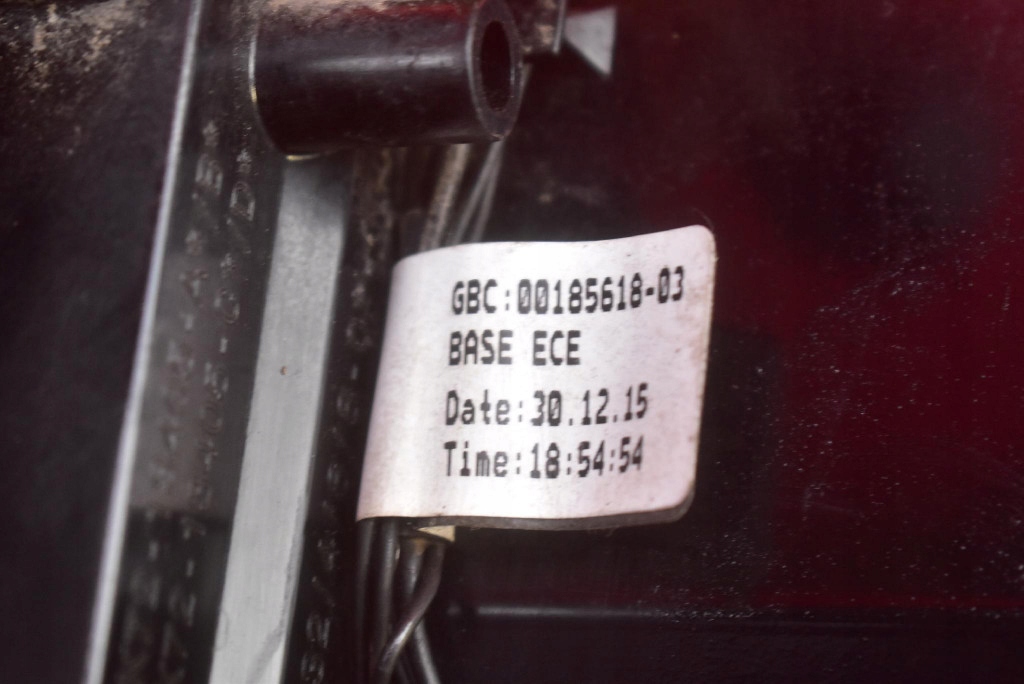 GBC:00185618-03
BASE ECE
Date:30.12.15
Time:18:54:54